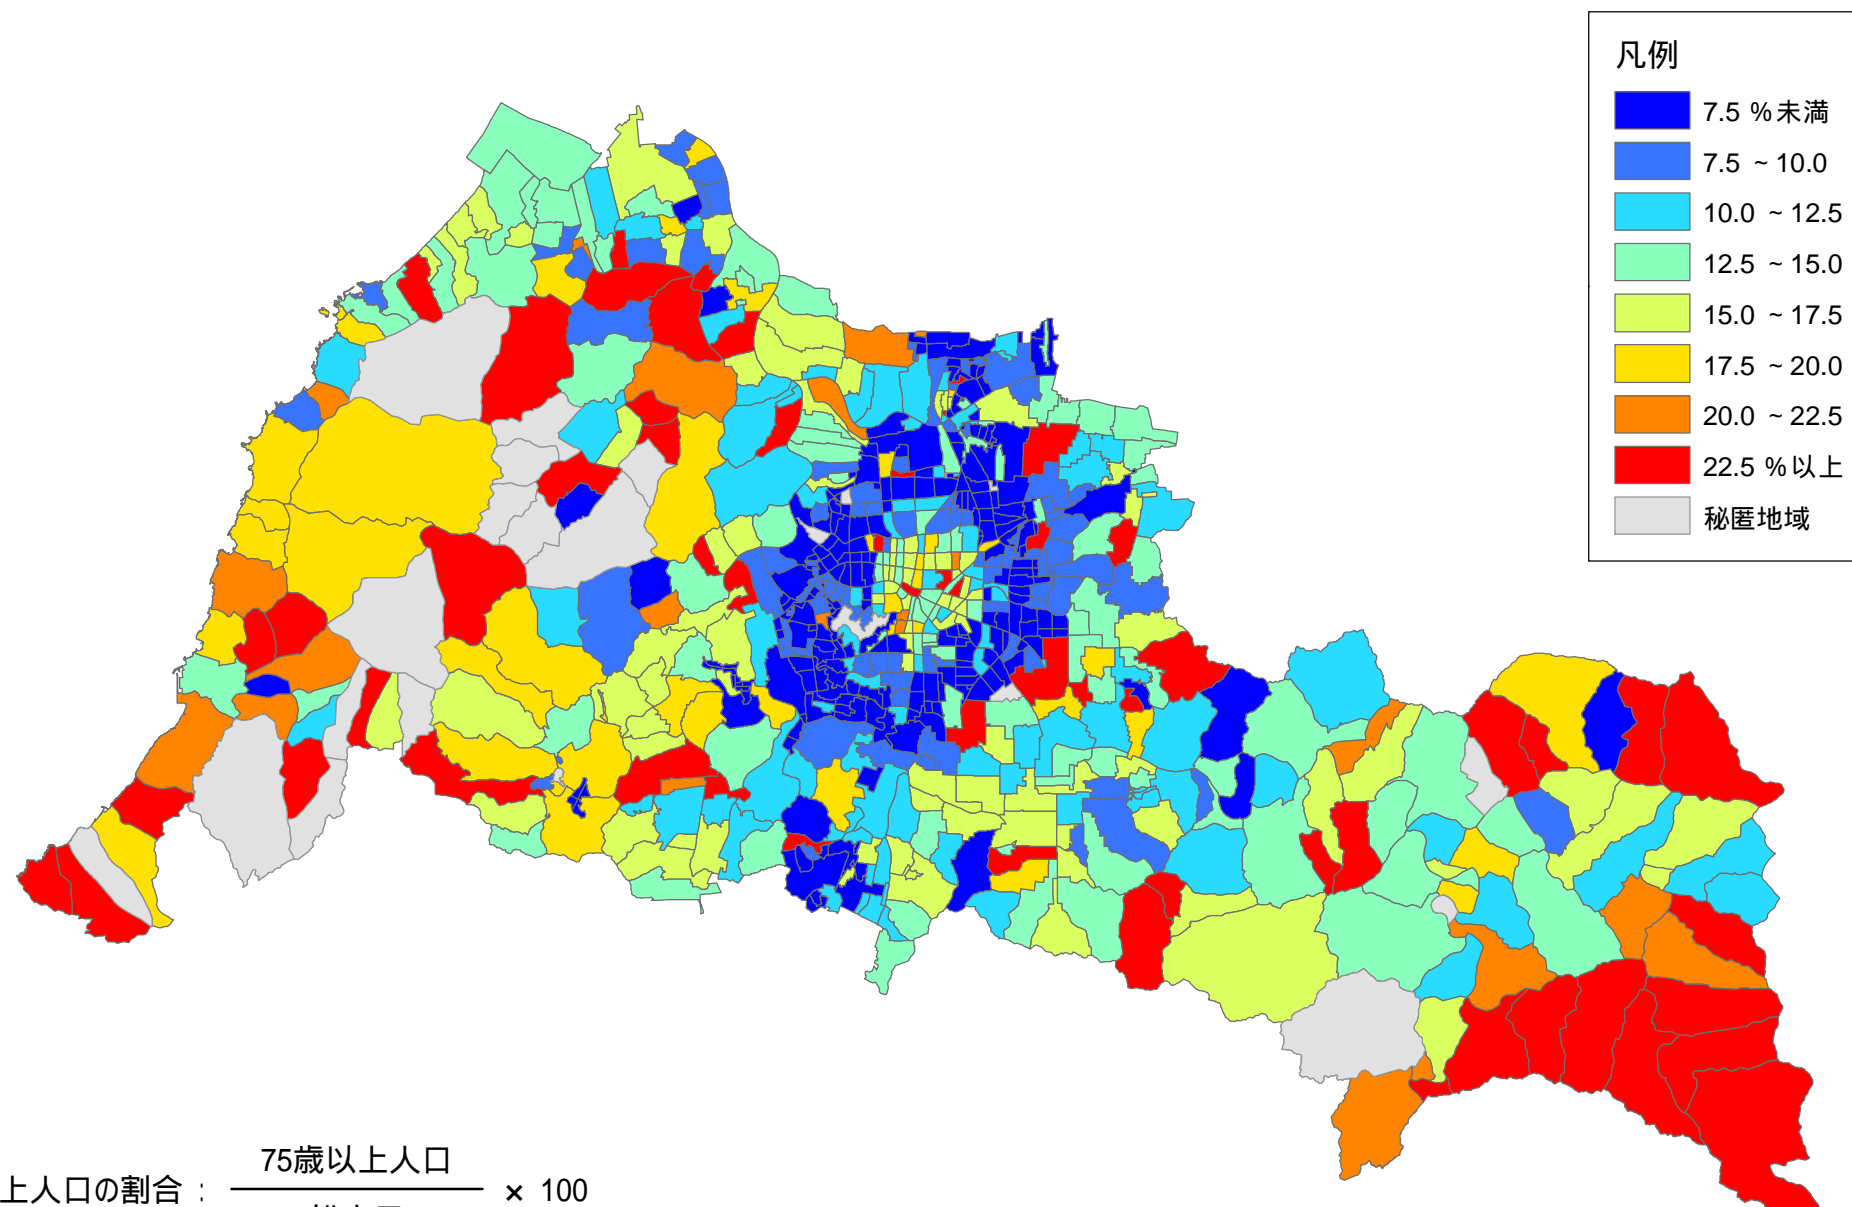 凡例
7.5 %未満
7.5 ~ 10.0
10.0 ~ 12.5
12.5 ~ 15.0
15.0 ~ 17.5
17.5 ~ 20.0
20.0 ~ 22.5
22.5 %以上
秘匿地域
75歳以上人口
上人口の割合 : × 100